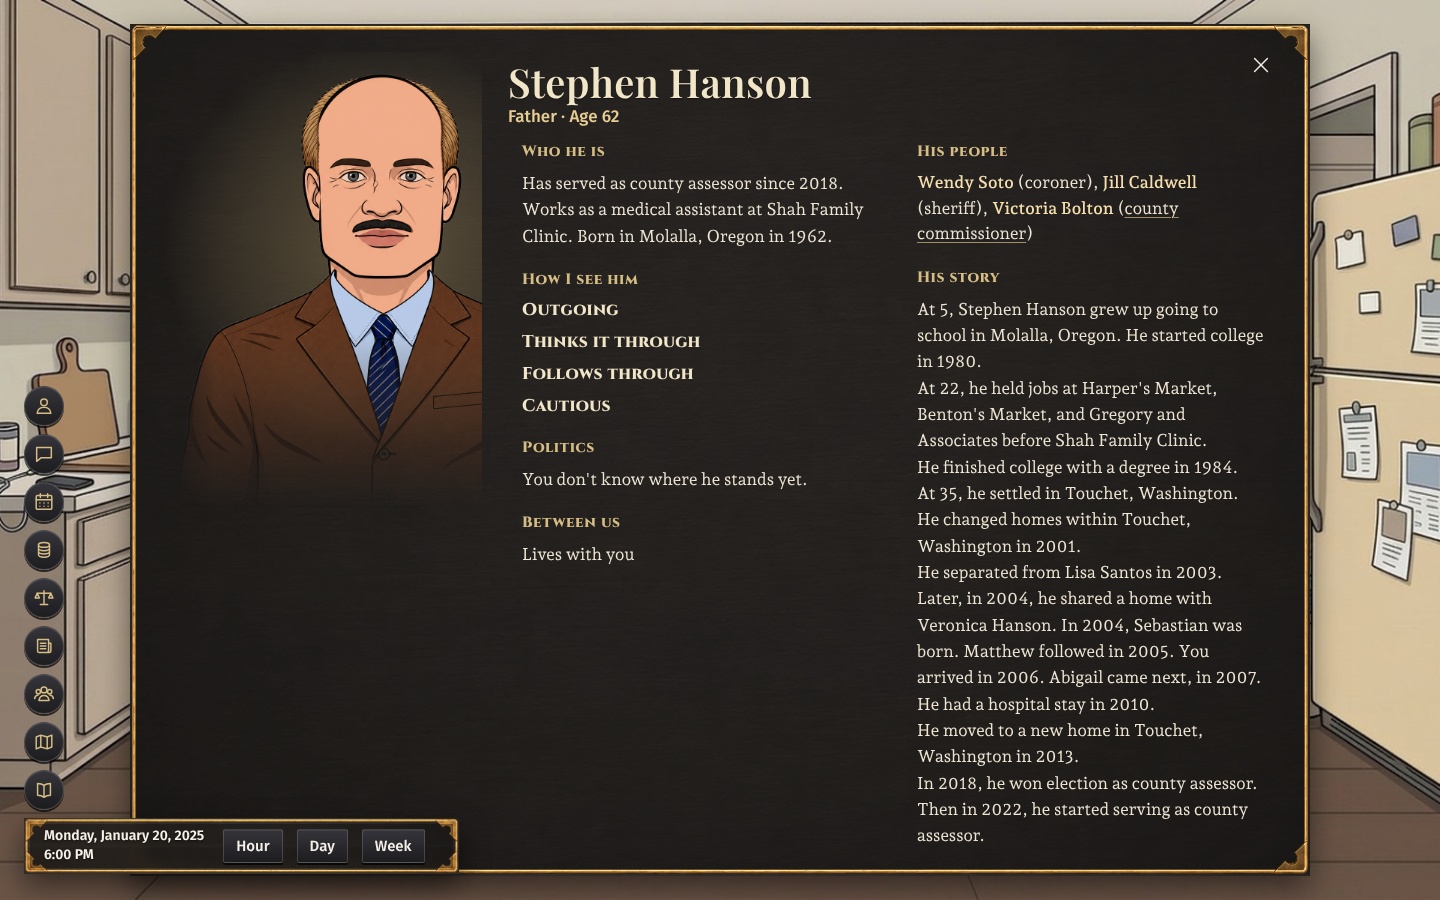 Stephen Hanson
Father · Age 62
Who he is
Has served as county assessor since 2018.
Works as a medical assistant at Shah Family
Clinic. Born in Molalla, Oregon in 1962.
How I see him
Outgoing
Thinks it through
Follows through
Cautious
Politics
You don't know where he stands yet.
Between us
Lives with you
His people
Wendy Soto (coroner), Jill Caldwell
(sheriff), Victoria Bolton (county
commissioner)
His story
At 5, Stephen Hanson grew up going to
school in Molalla, Oregon. He started college
in 1980.
At 22, he held jobs at Harper's Market,
Benton's Market, and Gregory and
Associates before Shah Family Clinic.
He finished college with a degree in 1984.
At 35, he settled in Touchet, Washington.
He changed homes within Touchet,
Washington in 2001.
He separated from Lisa Santos in 2003.
Later, in 2004, he shared a home with
Veronica Hanson. In 2004, Sebastian was
born. Matthew followed in 2005. You
arrived in 2006. Abigail came next, in 2007.
He had a hospital stay in 2010.
He moved to a new home in Touchet,
Washington in 2013.
In 2018, he won election as county assessor.
Then in 2022, he started serving as county
assessor.
Monday, January 20, 2025
6:00 PM
Hour
Day
Week